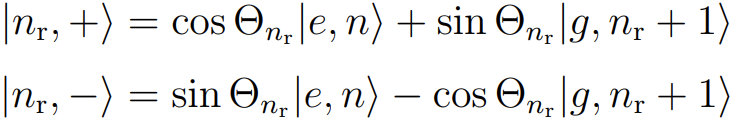 |n_r, +⟩ = cos Θ_{n_r}|e, n⟩ + sin Θ_{n_r}|g, n_r + 1⟩
|n_r, −⟩ = sin Θ_{n_r}|e, n⟩ − cos Θ_{n_r}|g, n_r + 1⟩